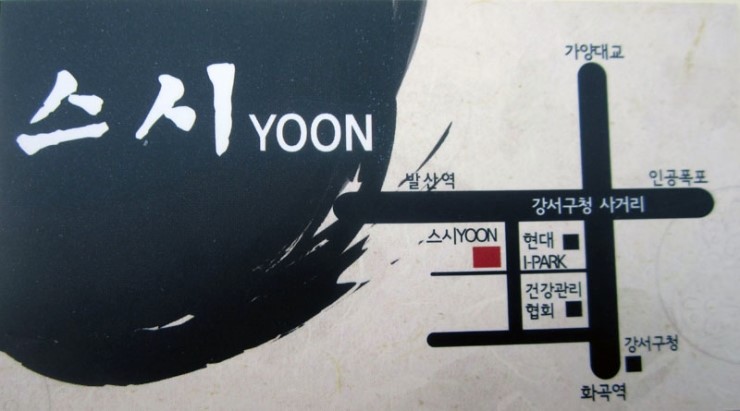 스시 YOON
가양대교
발산역
인공폭포
강서구청 사거리
스시YOON
현대
I-PARK
건강관리
협회
강서구청
화곡역